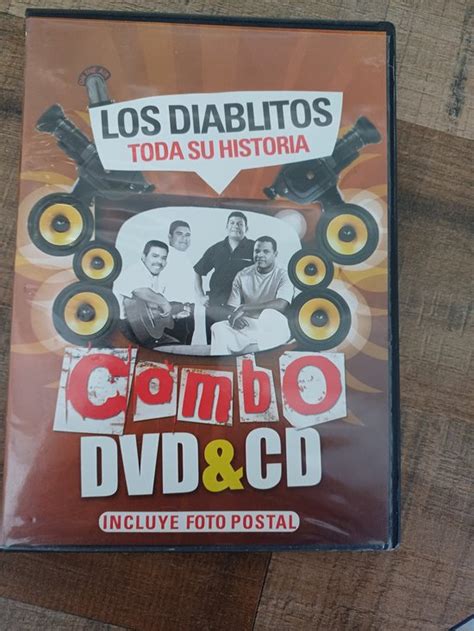 LOS DIABLITOS
TODA SU HISTORIA
Combo
DVD&CD
INCLUYE FOTO POSTAL